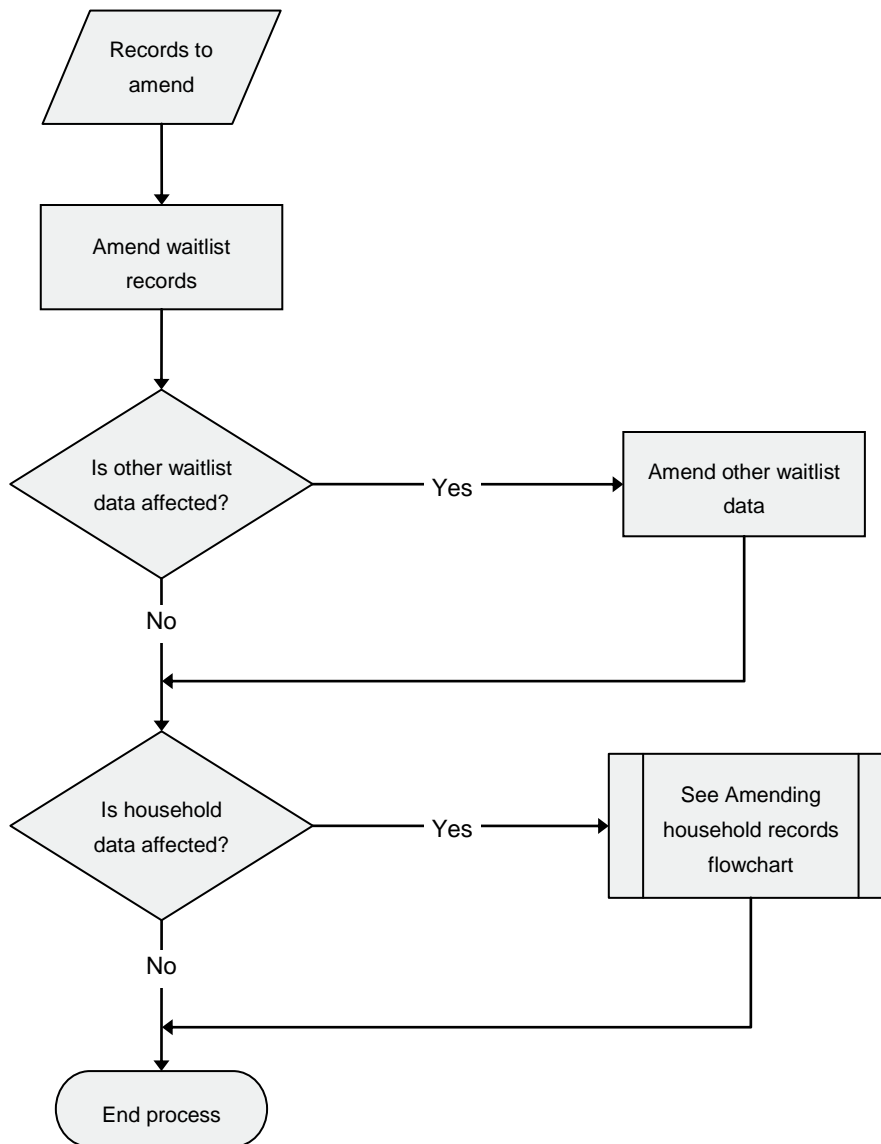 Records to
amend
Amend waitlist
records
Is other waitlist
data affected?
Yes
Amend other waitlist
data
No
Is household
data affected?
Yes
See Amending
household records
flowchart
No
End process